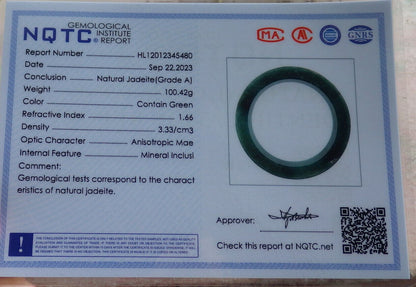 NQTC GEMOLOGICAL
INSTITUTE
© REPORT
MA
AL
GNRS
Report Number HL12012345480
Date Sep 22,2023
Conclusion Natural Jadeite(Grade A)
Weight 100.42g
Color Contain Green
Refractive Index 1.66
Density 3.33/cm3
Optic Character Anisotropic Mae
Internal Feature Mineral Inclusi
Comment:
Gemological tests correspond to the charact
eristics of natural jadeite.
Approver:
Check this report at NQTC.net